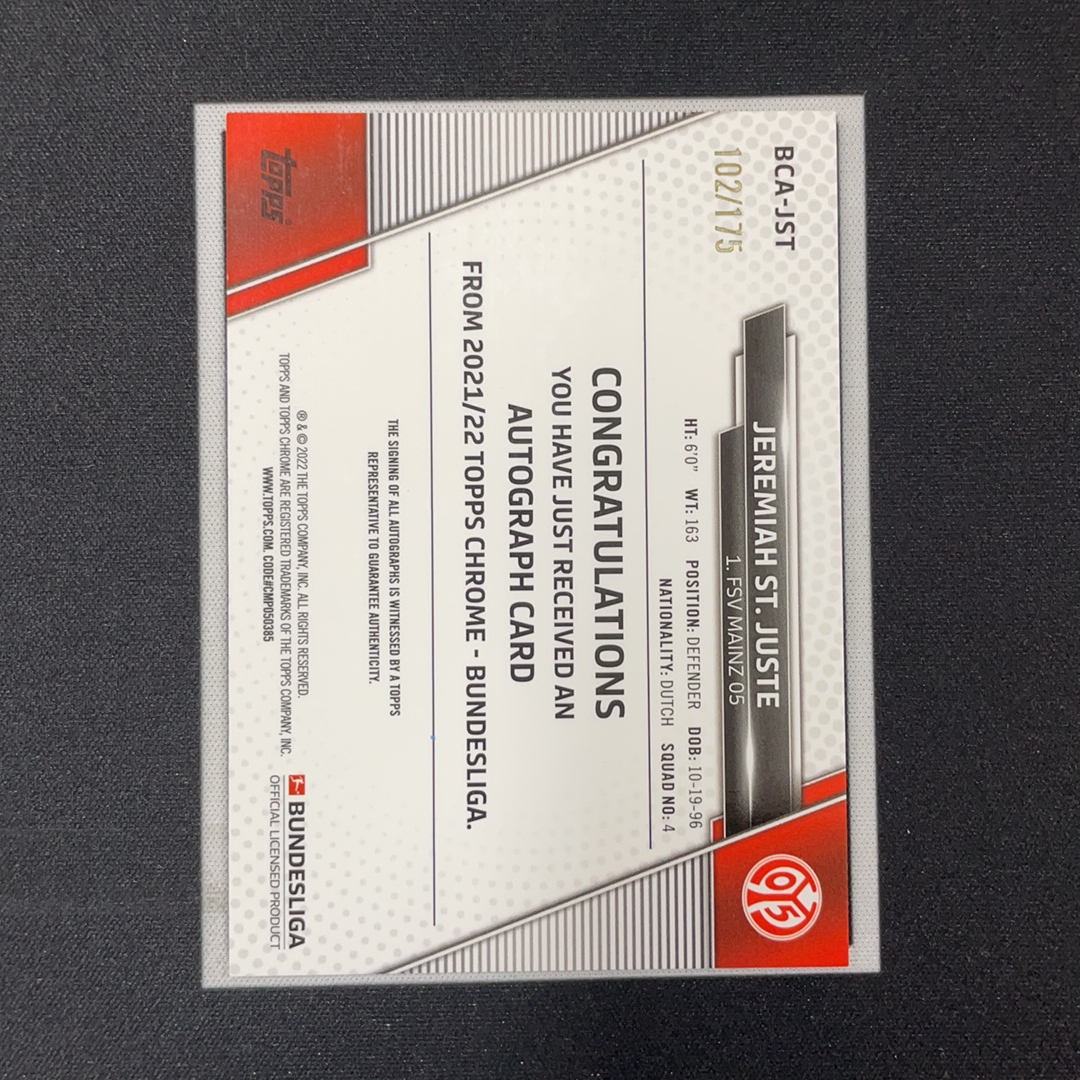 BCA-JST
102/175
JEREMIAH ST. JUSTE
1. FSV MAINZ 05
HT: 6'0" WT: 163 POSITION: DEFENDER DOB: 10-19-96
NATIONALITY: DUTCH SQUAD NO: 4
CONGRATULATIONS
YOU HAVE JUST RECEIVED AN
AUTOGRAPH CARD
FROM 2021/22 TOPPS CHROME - BUNDESLIGA.
THE SIGNING OF ALL AUTOGRAPHS IS WITNESSED BY A TOPPS
REPRESENTATIVE TO GUARANTEE AUTHENTICITY.
® & © 2022 THE TOPPS COMPANY, INC. ALL RIGHTS RESERVED.
TOPPS AND TOPPS CHROME ARE REGISTERED TRADEMARKS OF THE TOPPS COMPANY, INC.
WWW.TOPPS.COM. CODE#CMP050385
BUNDESLIGA
OFFICIAL LICENSED PRODUCT
topps®
05